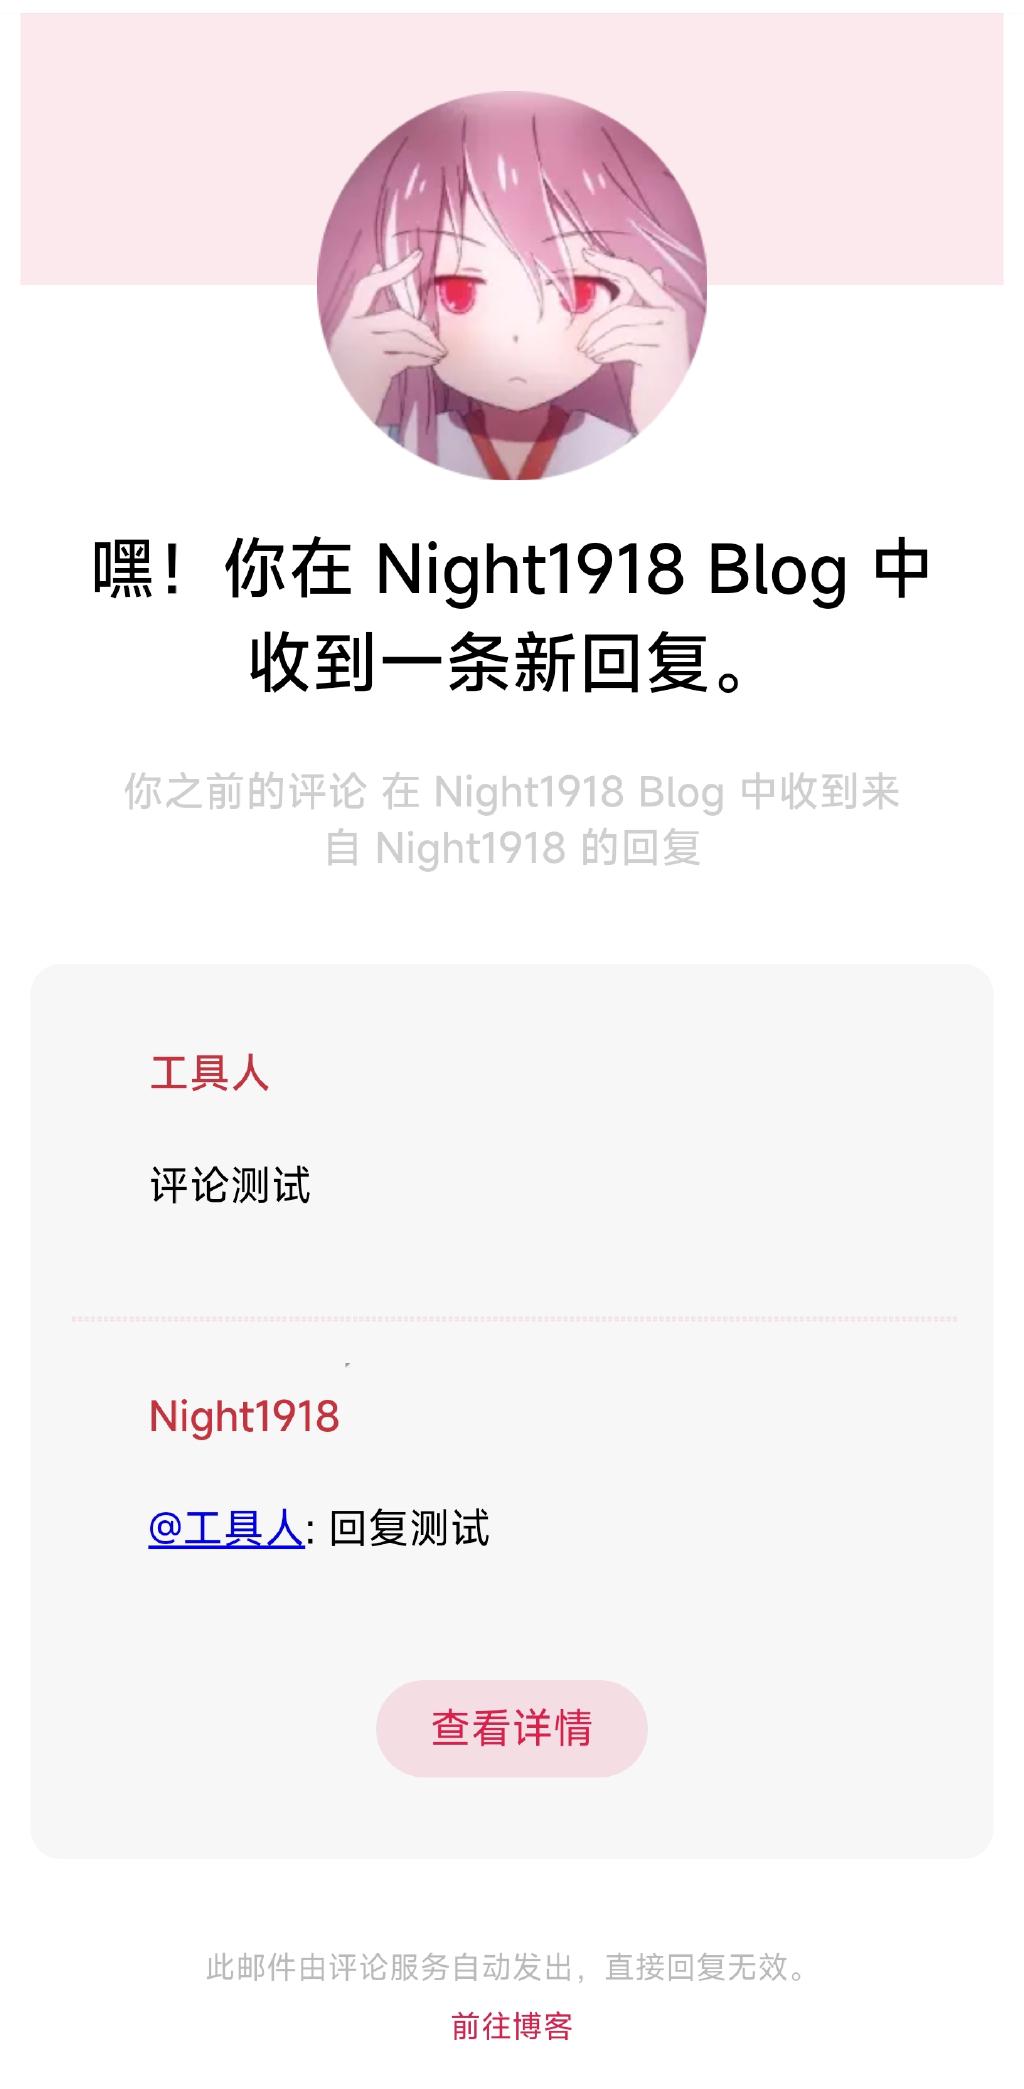 嘿！你在 Night1918 Blog 中
收到一条新回复。
你之前的评论 在 Night1918 Blog 中收到来
自 Night1918 的回复
工具人
评论测试
Night1918
@工具人: 回复测试
查看详情
此邮件由评论服务自动发出，直接回复无效。
前往博客